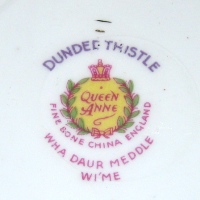 DUNDEE THISTLE
QUEEN
ANNE
FINE BONE CHINA ENGLAND
WHA DAUR MEDDLE
WI'ME